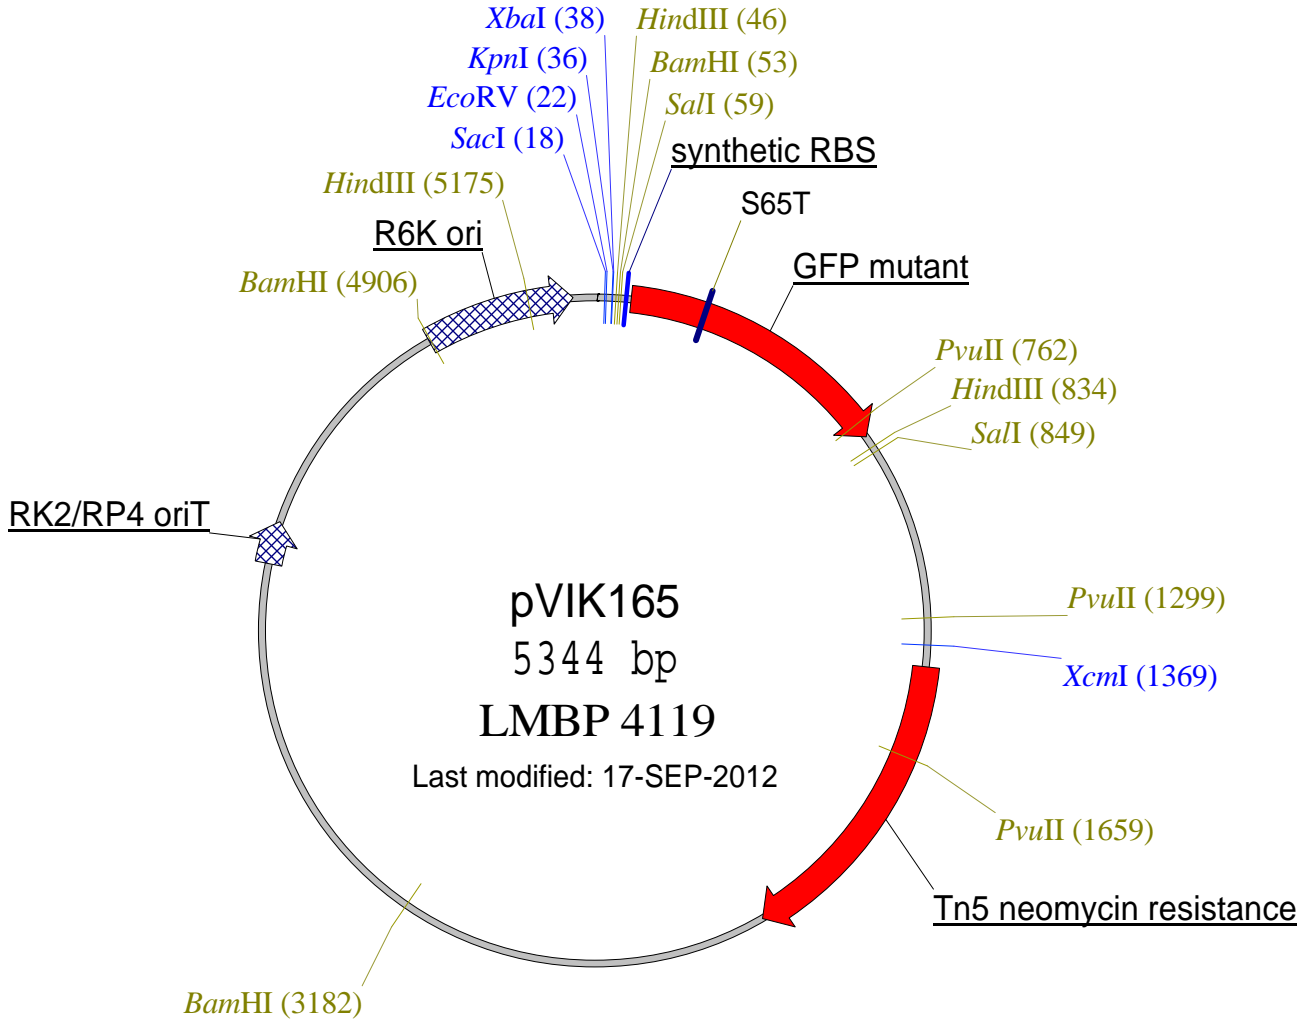 XbaI (38)
HindIII (46)
KpnI (36)
BamHI (53)
EcoRV (22)
SalI (59)
SacI (18)
synthetic RBS
HindIII (5175)
S65T
R6K ori
GFP mutant
BamHI (4906)
PvuII (762)
HindIII (834)
SalI (849)
RK2/RP4 oriT
pVIK165
PvuII (1299)
5344 bp
XcmI (1369)
LMBP 4119
Last modified: 17-SEP-2012
PvuII (1659)
Tn5 neomycin resistance
BamHI (3182)